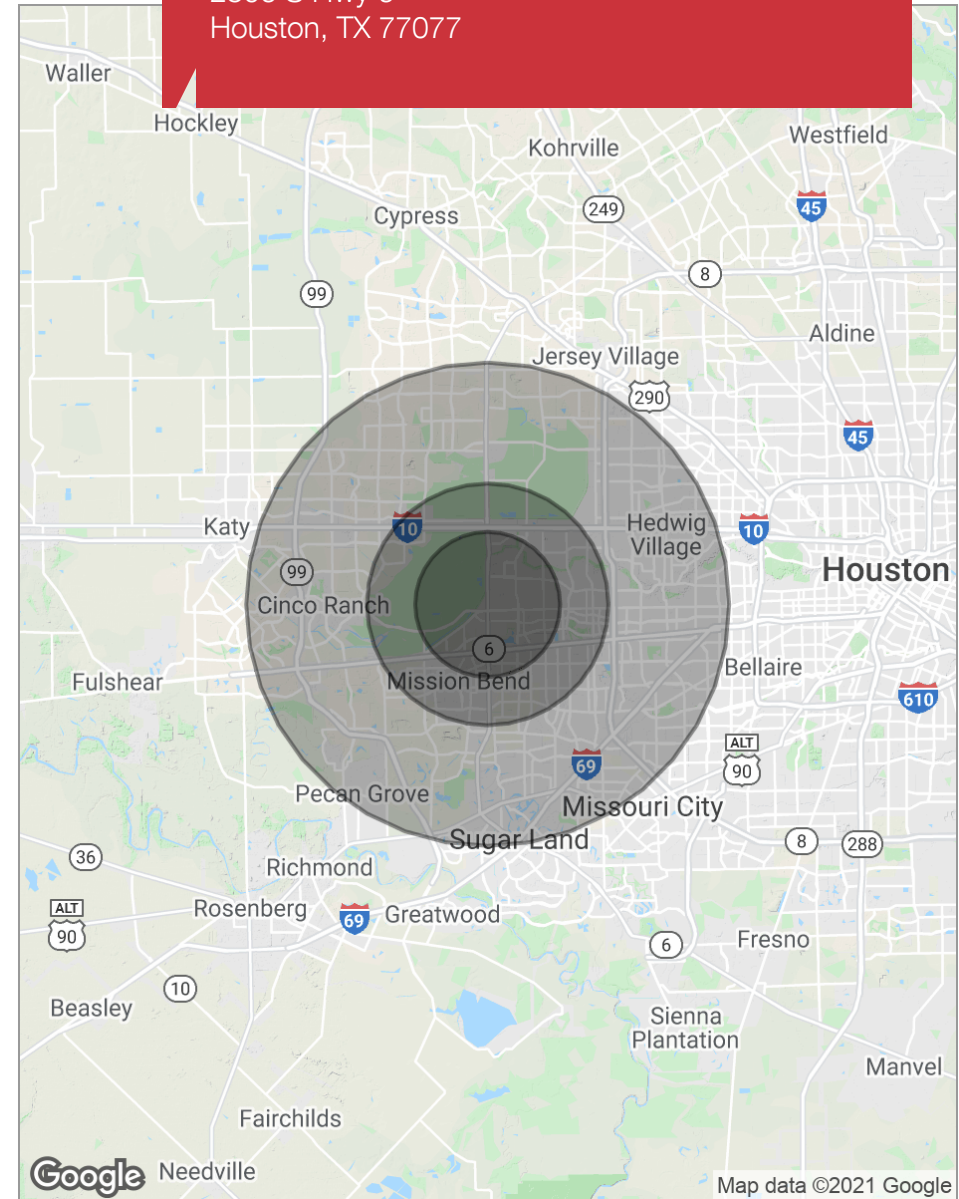 Houston, TX 77077
Waller
Hockley
Kohrville
Westfield
Cypress
249
45
8
99
Aldine
Jersey Village
290
45
Katy
10
Hedwig
Village
10
Houston
99
Cinco Ranch
6
Mission Bend
Bellaire
Fulshear
610
ALT
90
69
Pecan Grove
Missouri City
Sugar Land
8
288
36
Richmond
ALT
90
Rosenberg
69
Greatwood
6
Fresno
10
Beasley
Sienna
Plantation
Manvel
Fairchilds
Google
Needville
Map data ©2021 Google